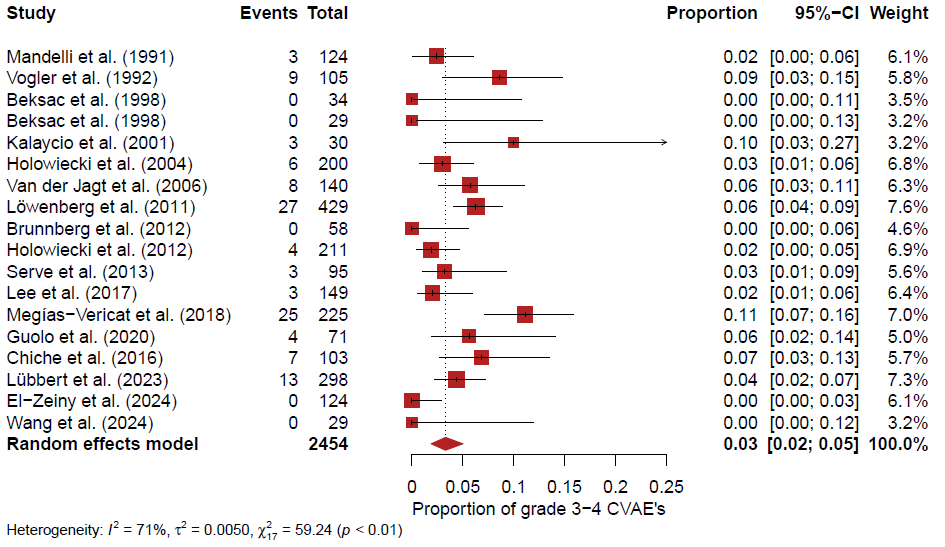 Study Events Total Proportion 95%−CI Weight
Mandelli et al. (1991) 3 124 0.02 [0.00; 0.06] 6.1%
Vogler et al. (1992) 9 105 0.09 [0.03; 0.15] 5.8%
Beksac et al. (1998) 0 34 0.00 [0.00; 0.11] 3.5%
Beksac et al. (1998) 0 29 0.00 [0.00; 0.13] 3.2%
Kalaycio et al. (2001) 3 30 0.10 [0.03; 0.27] 3.2%
Holowiecki et al. (2004) 6 200 0.03 [0.01; 0.06] 6.8%
Van der Jagt et al. (2006) 8 140 0.06 [0.03; 0.11] 6.3%
Löwenberg et al. (2011) 27 429 0.06 [0.04; 0.09] 7.6%
Brunnberg et al. (2012) 0 58 0.00 [0.00; 0.06] 4.6%
Holowiecki et al. (2012) 4 211 0.02 [0.00; 0.05] 6.9%
Serve et al. (2013) 3 95 0.03 [0.01; 0.09] 5.6%
Lee et al. (2017) 3 149 0.02 [0.01; 0.06] 6.4%
Megías−Vericat et al. (2018) 25 225 0.11 [0.07; 0.16] 7.0%
Guolo et al. (2020) 4 71 0.06 [0.02; 0.14] 5.0%
Chiche et al. (2016) 7 103 0.07 [0.03; 0.13] 5.7%
Lübbert et al. (2023) 13 298 0.04 [0.02; 0.07] 7.3%
El−Zeiny et al. (2024) 0 124 0.00 [0.00; 0.03] 6.1%
Wang et al. (2024) 0 29 0.00 [0.00; 0.12] 3.2%
Random effects model 2454 0.03 [0.02; 0.05] 100.0%
0 0.05 0.1 0.15 0.2 0.25
Proportion of grade 3−4 CVAE's
Heterogeneity: I² = 71%, τ² = 0.0050, χ²₁₇ = 59.24 (p < 0.01)